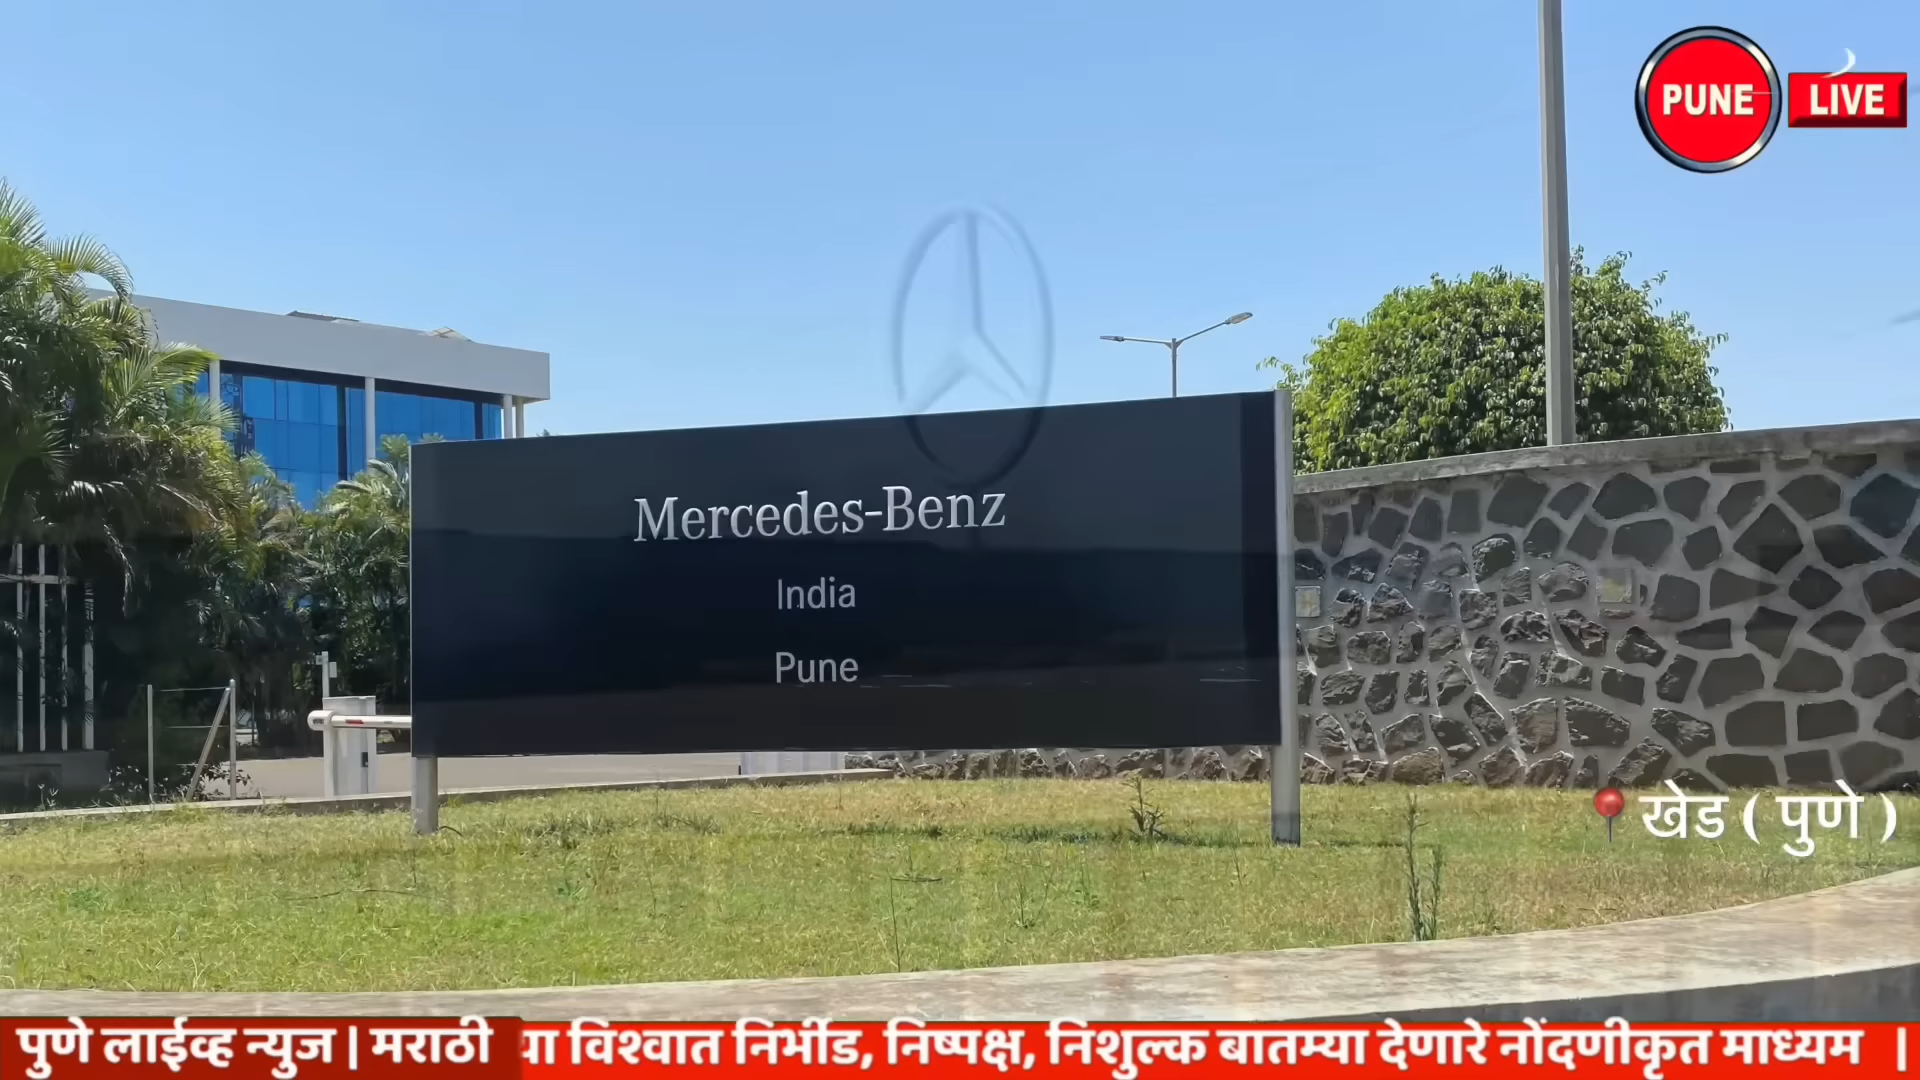 PUNE LIVE
Mercedes-Benz
India
Pune
खेड ( पुणे )
पुणे लाईव्ह न्युज | मराठी
विश्वात निर्भीड, निष्पक्ष, निशुल्क बातम्या देणारे नोंदणीकृत माध्यम |